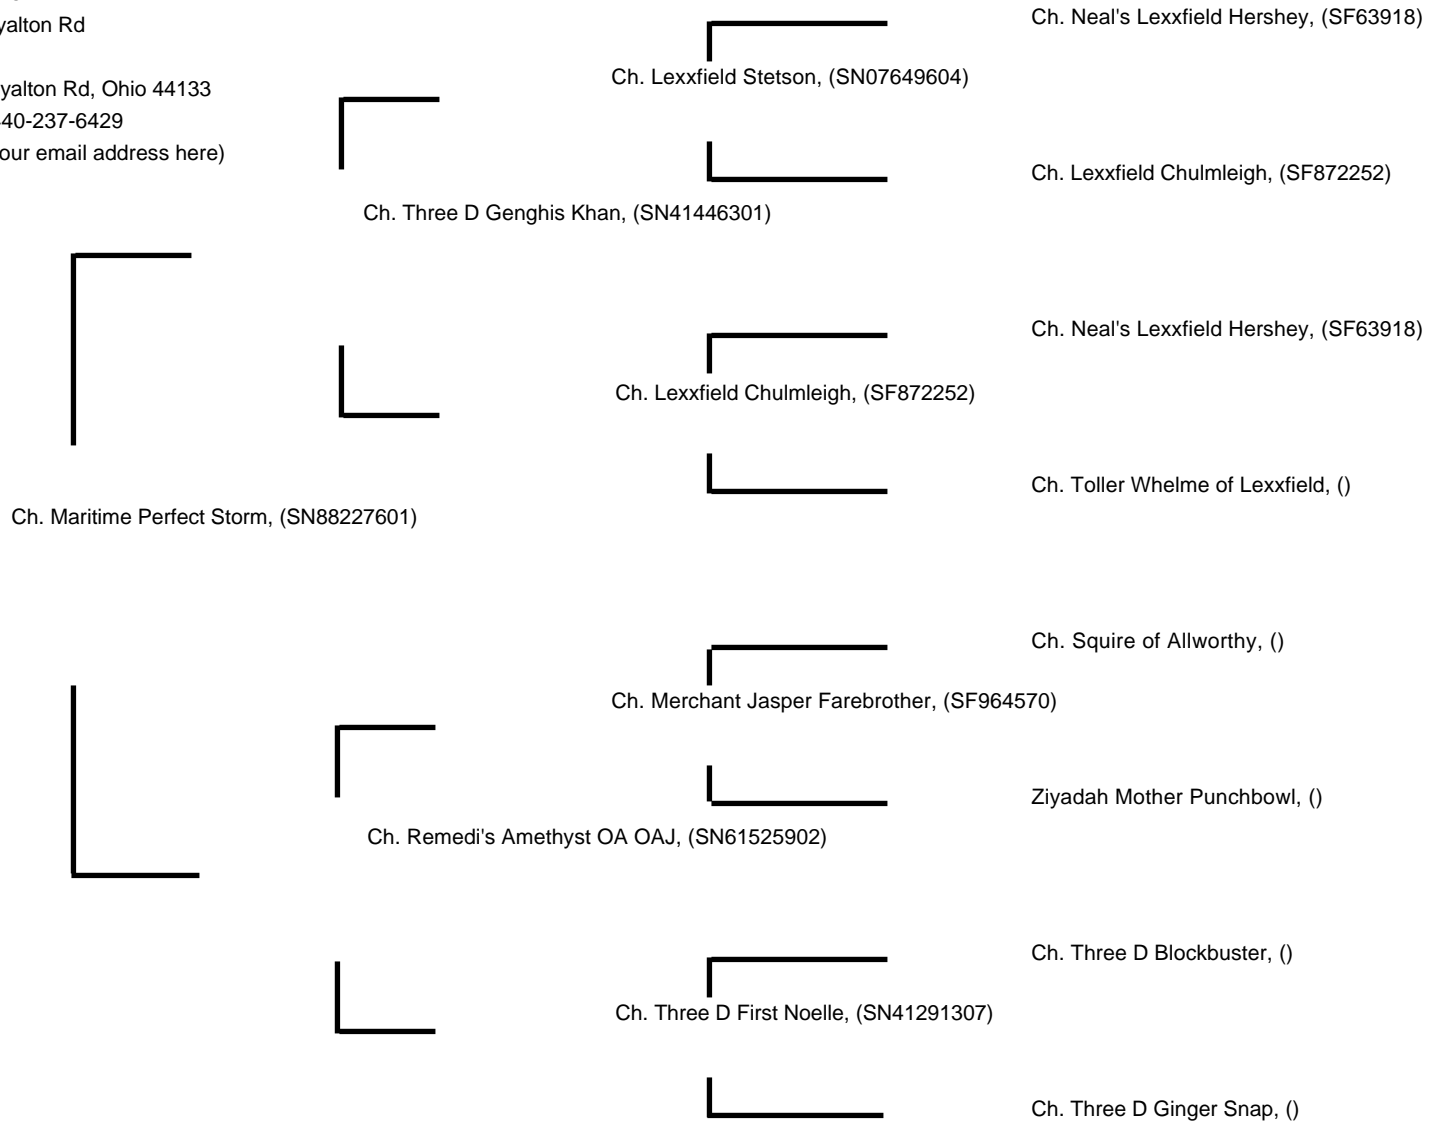 yalton Rd
yalton Rd, Ohio 44133
40-237-6429
our email address here)
Ch. Neal's Lexxfield Hershey, (SF63918)
Ch. Lexxfield Stetson, (SN07649604)
Ch. Lexxfield Chulmleigh, (SF872252)
Ch. Three D Genghis Khan, (SN41446301)
Ch. Neal's Lexxfield Hershey, (SF63918)
Ch. Lexxfield Chulmleigh, (SF872252)
Ch. Toller Whelme of Lexxfield, ()
Ch. Maritime Perfect Storm, (SN88227601)
Ch. Squire of Allworthy, ()
Ch. Merchant Jasper Farebrother, (SF964570)
Ziyadah Mother Punchbowl, ()
Ch. Remedi's Amethyst OA OAJ, (SN61525902)
Ch. Three D Blockbuster, ()
Ch. Three D First Noelle, (SN41291307)
Ch. Three D Ginger Snap, ()